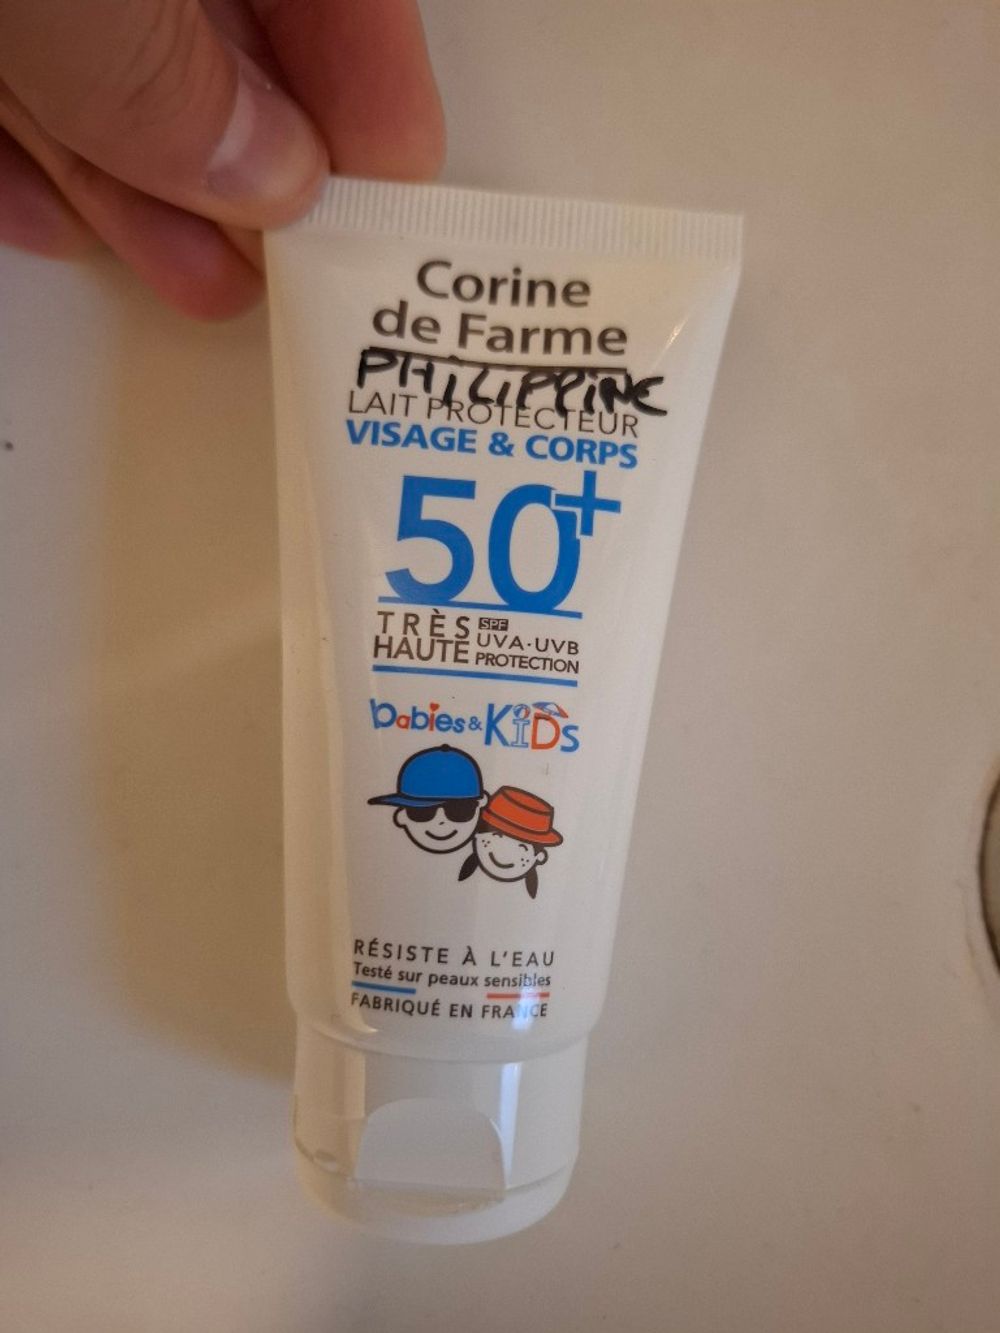 Corine
de Farme
PHILIPPINE
LAIT PROTECTEUR
VISAGE & CORPS
50+
TRÈS HAUTE
SPF
UVA·UVB
PROTECTION
babies & KiDs
RÉSISTE À L'EAU
Testé sur peaux sensibles
FABRIQUÉ EN FRANCE